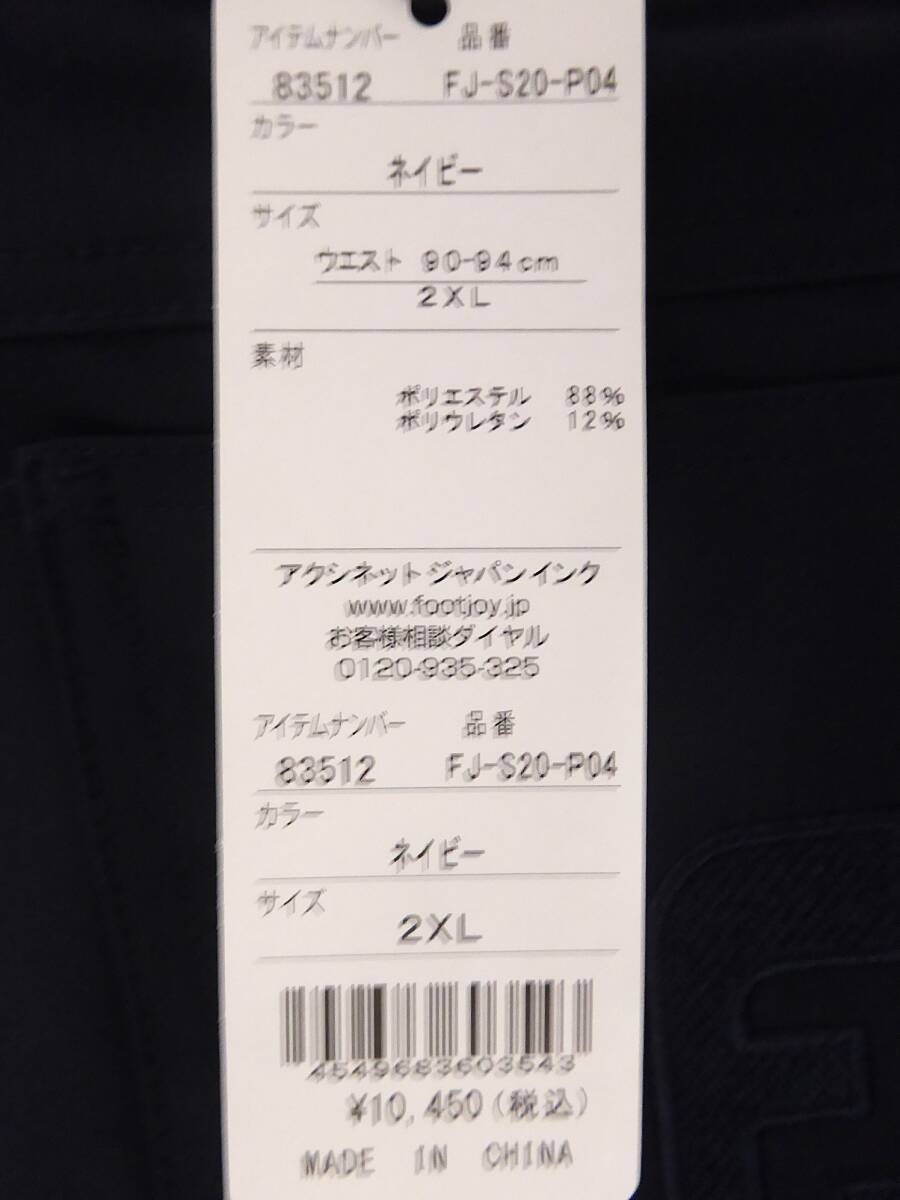 アイテムナンバー 品番
83512 FJ-S20-P04
カラー
ネイビー
サイズ
ウエスト 90-94cm
2XL
素材
ポリエステル 88%
ポリウレタン 12%
アクシネット ジャパン インク
www.footjoy.jp
お客様相談ダイヤル
0120-935-325
アイテムナンバー 品番
83512 FJ-S20-P04
カラー
ネイビー
サイズ
2XL
4549683603543
¥10,450(税込)
MADE IN CHINA